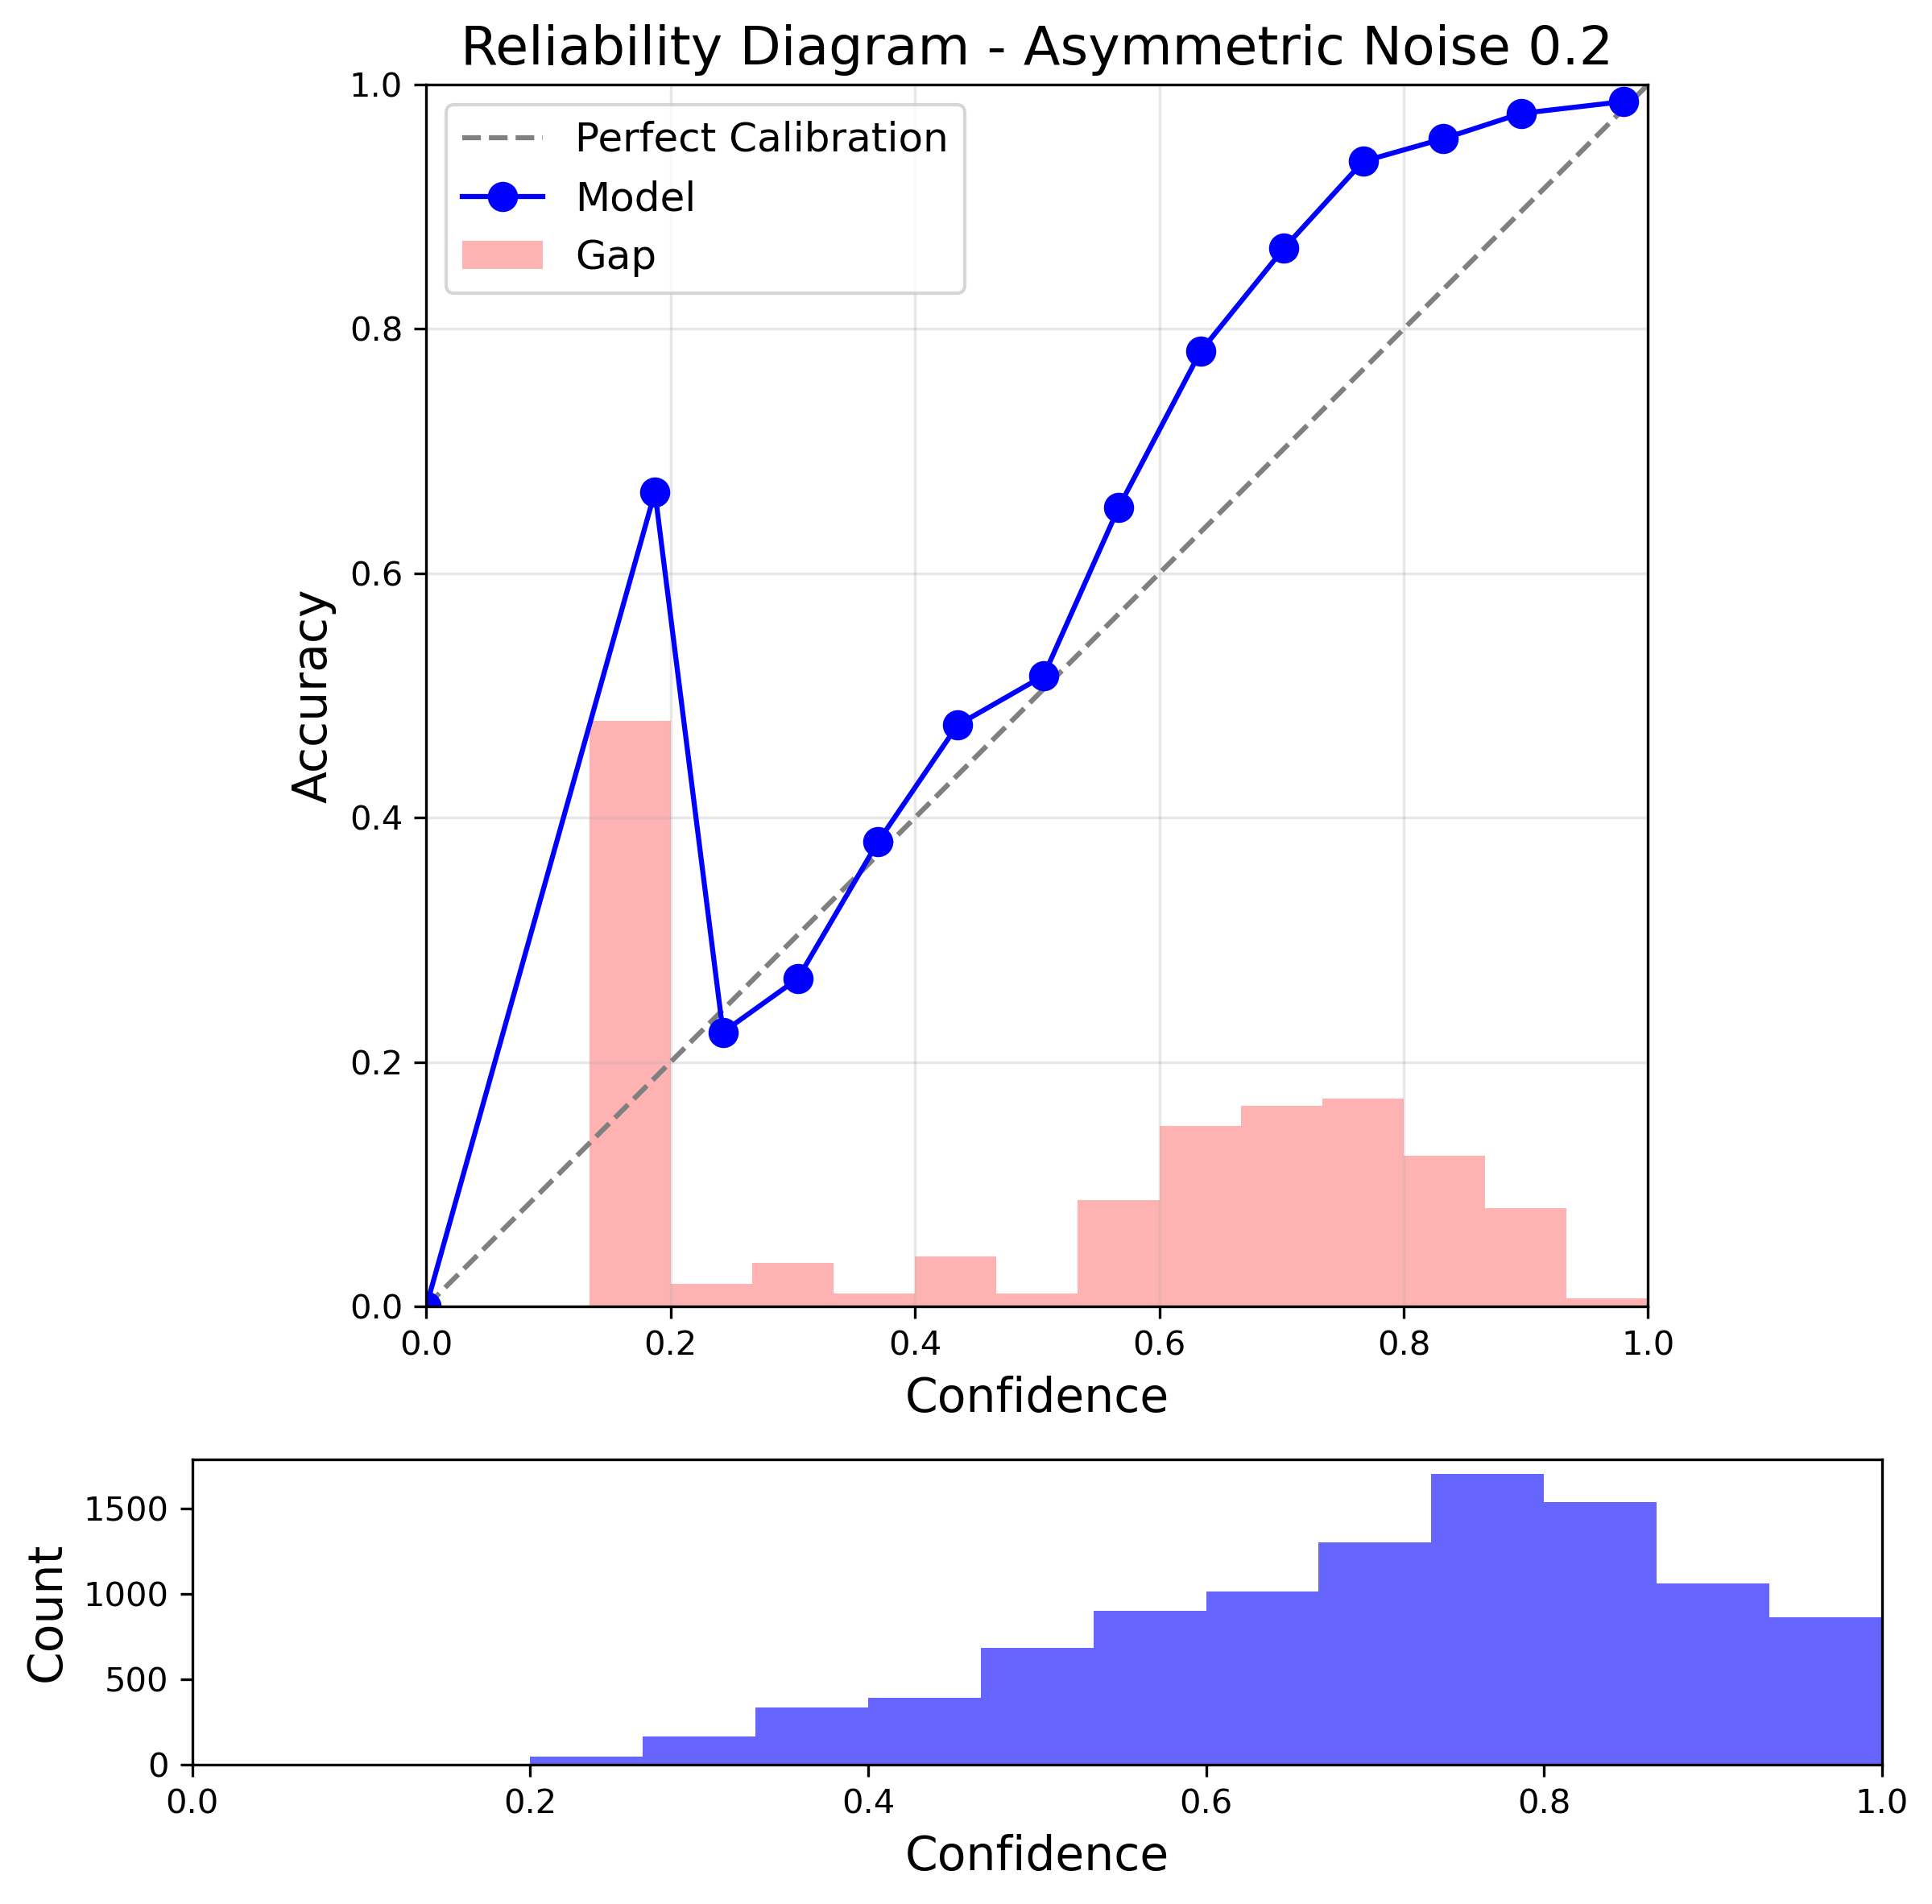 Reliability Diagram - Asymmetric Noise 0.2
1.0
0.8
0.6
0.4
0.2
0.0
Accuracy
Perfect Calibration
Model
Gap
0.0 0.2 0.4 0.6 0.8 1.0
Confidence
1500
1000
500
0
Count
0.0 0.2 0.4 0.6 0.8 1.0
Confidence